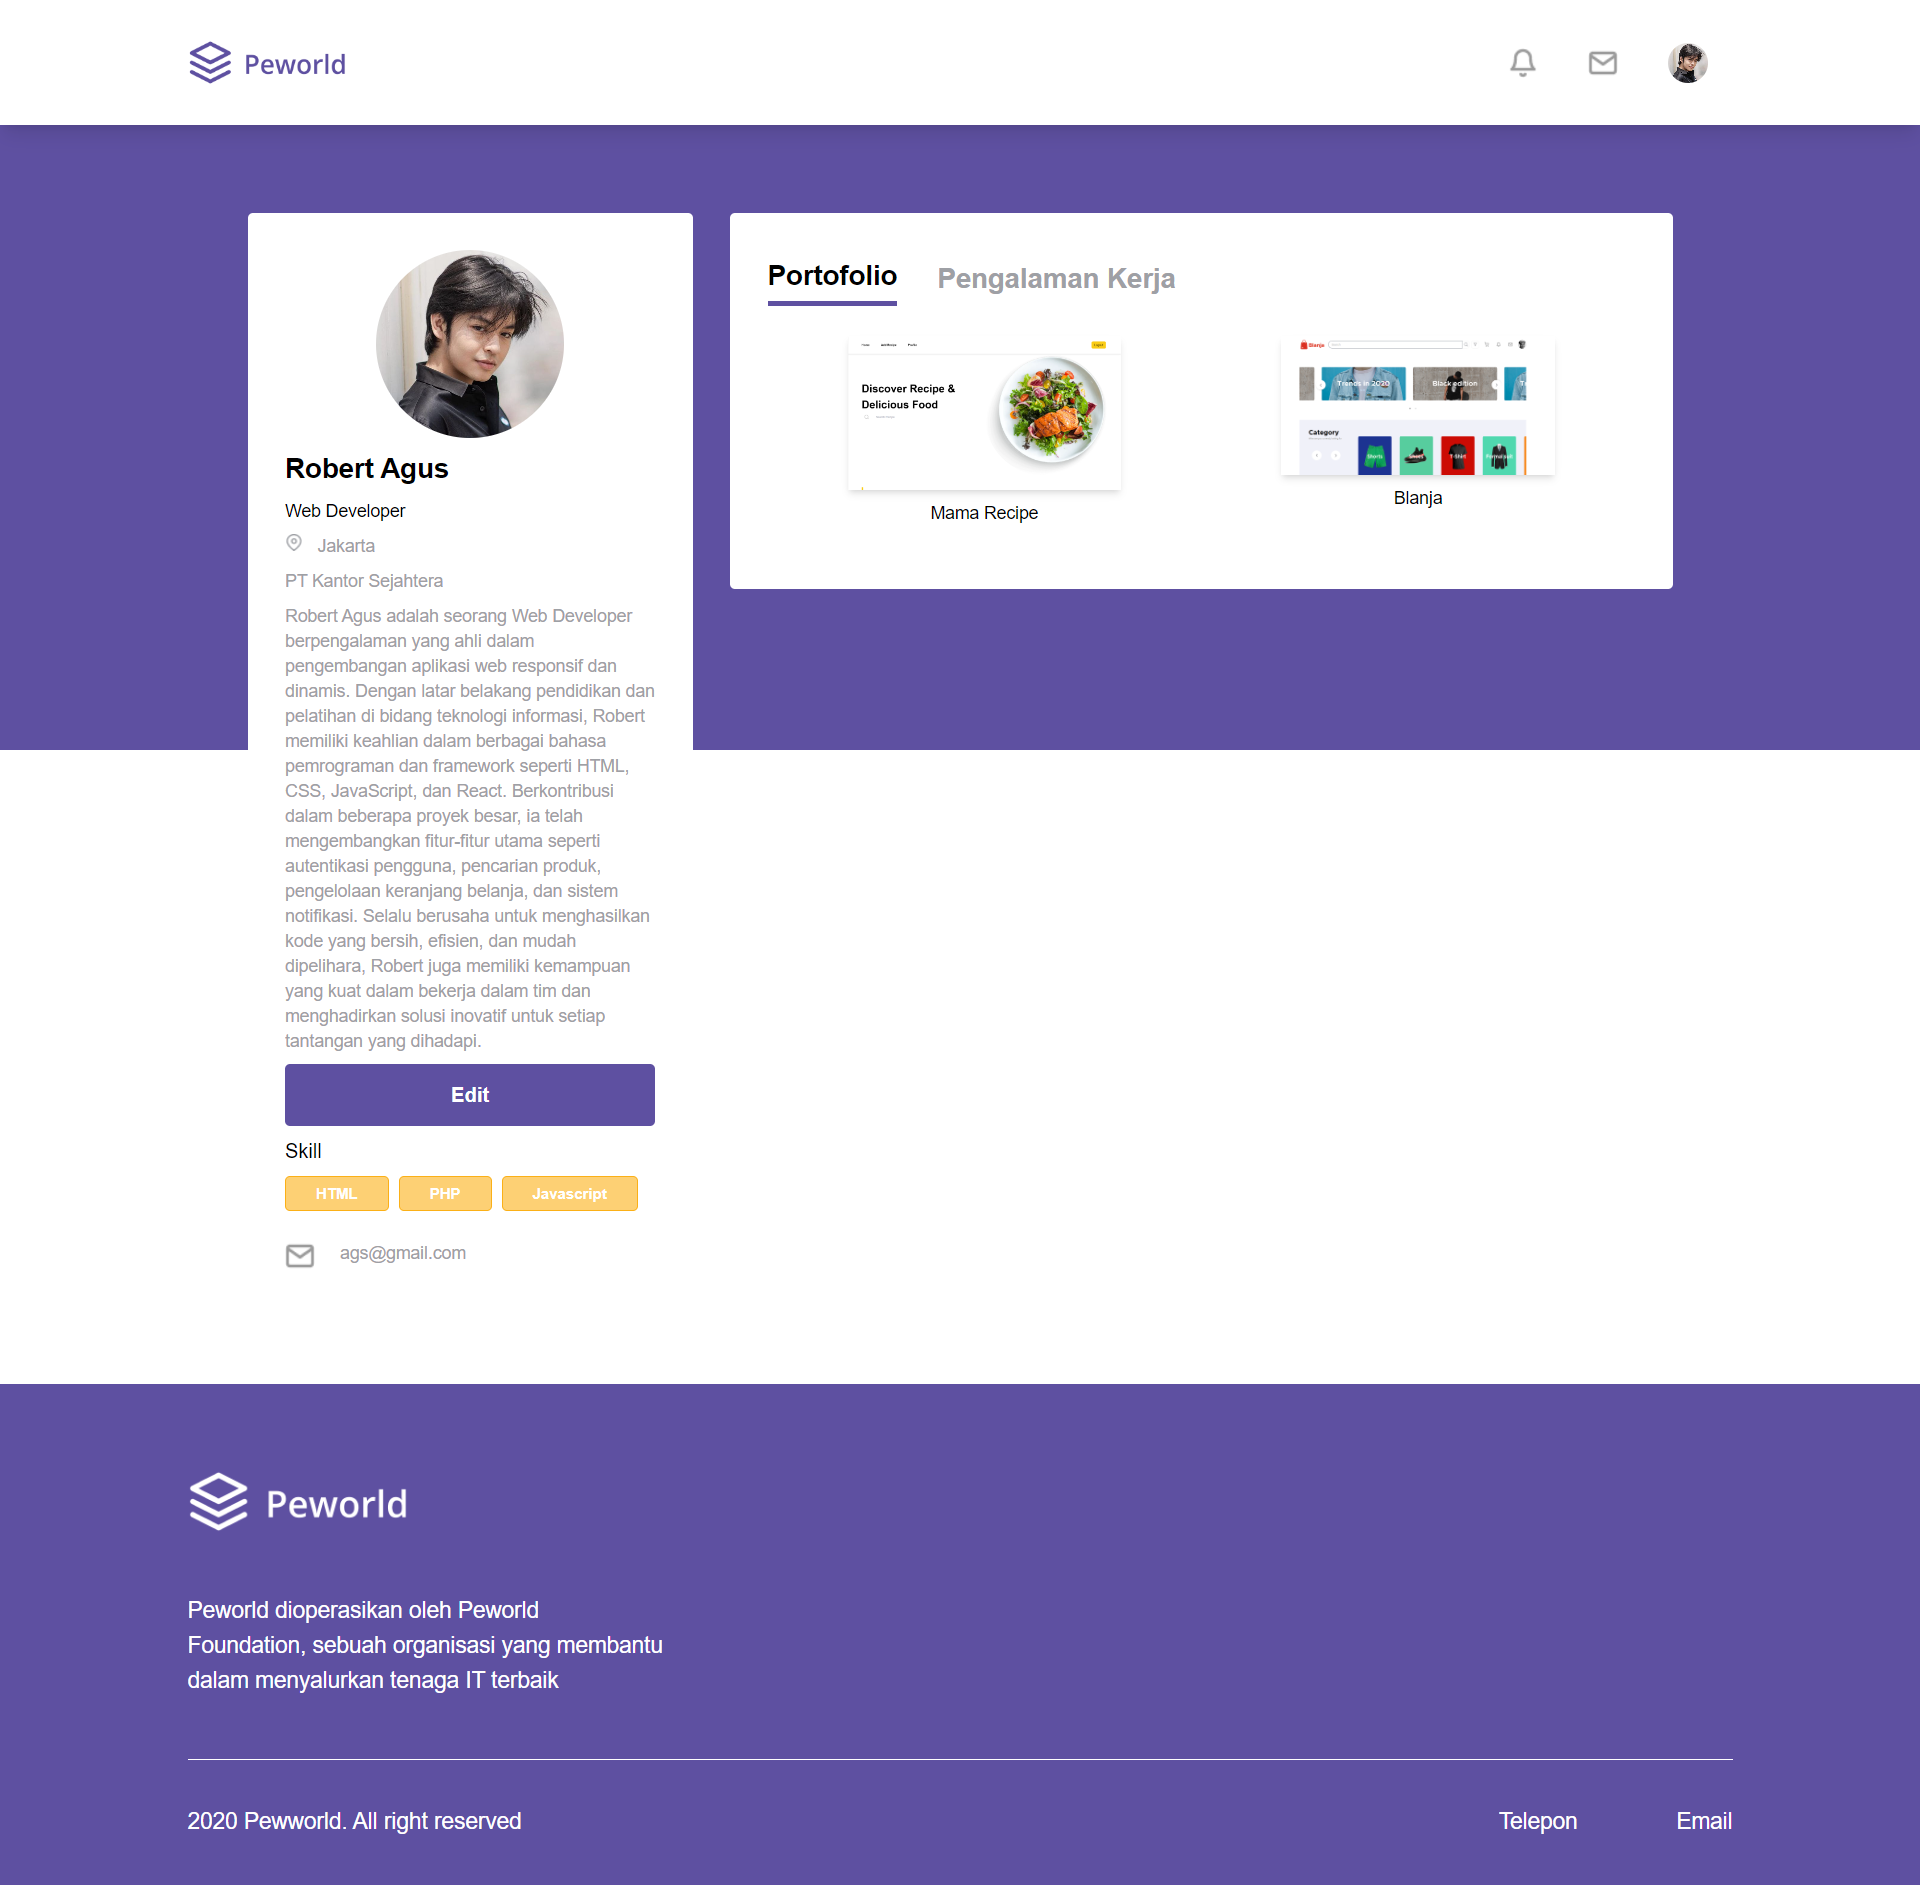 Peworld
Robert Agus
Web Developer
Jakarta
PT Kantor Sejahtera
Robert Agus adalah seorang Web Developer
berpengalaman yang ahli dalam
pengembangan aplikasi web responsif dan
dinamis. Dengan latar belakang pendidikan dan
pelatihan di bidang teknologi informasi, Robert
memiliki keahlian dalam berbagai bahasa
pemrograman dan framework seperti HTML,
CSS, JavaScript, dan React. Berkontribusi
dalam beberapa proyek besar, ia telah
mengembangkan fitur-fitur utama seperti
autentikasi pengguna, pencarian produk,
pengelolaan keranjang belanja, dan sistem
notifikasi. Selalu berusaha untuk menghasilkan
kode yang bersih, efisien, dan mudah
dipelihara, Robert juga memiliki kemampuan
yang kuat dalam bekerja dalam tim dan
menghadirkan solusi inovatif untuk setiap
tantangan yang dihadapi.
Edit
Skill
HTML PHP Javascript
ags@gmail.com
Portofolio Pengalaman Kerja
Discover Recipe &
Delicious Food
Mama Recipe
Blanja
Trends in 2020 Black edition
Category
Shorts T-Shirt
Blanja
Peworld
Peworld dioperasikan oleh Peworld
Foundation, sebuah organisasi yang membantu
dalam menyalurkan tenaga IT terbaik
2020 Pewworld. All right reserved
Telepon Email